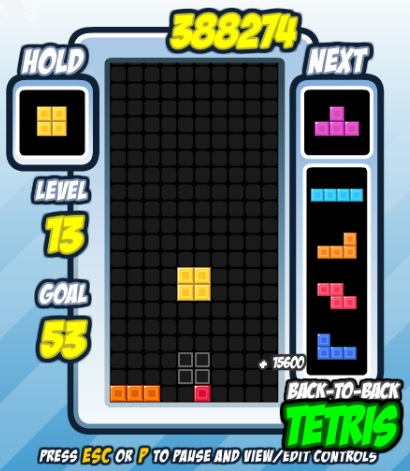 388274
HOLD
NEXT
LEVEL
13
GOAL
53
+ 15600
BACK-TO-BACK
TETRIS
PRESS ESC OR P TO PAUSE AND VIEW/EDIT CONTROLS